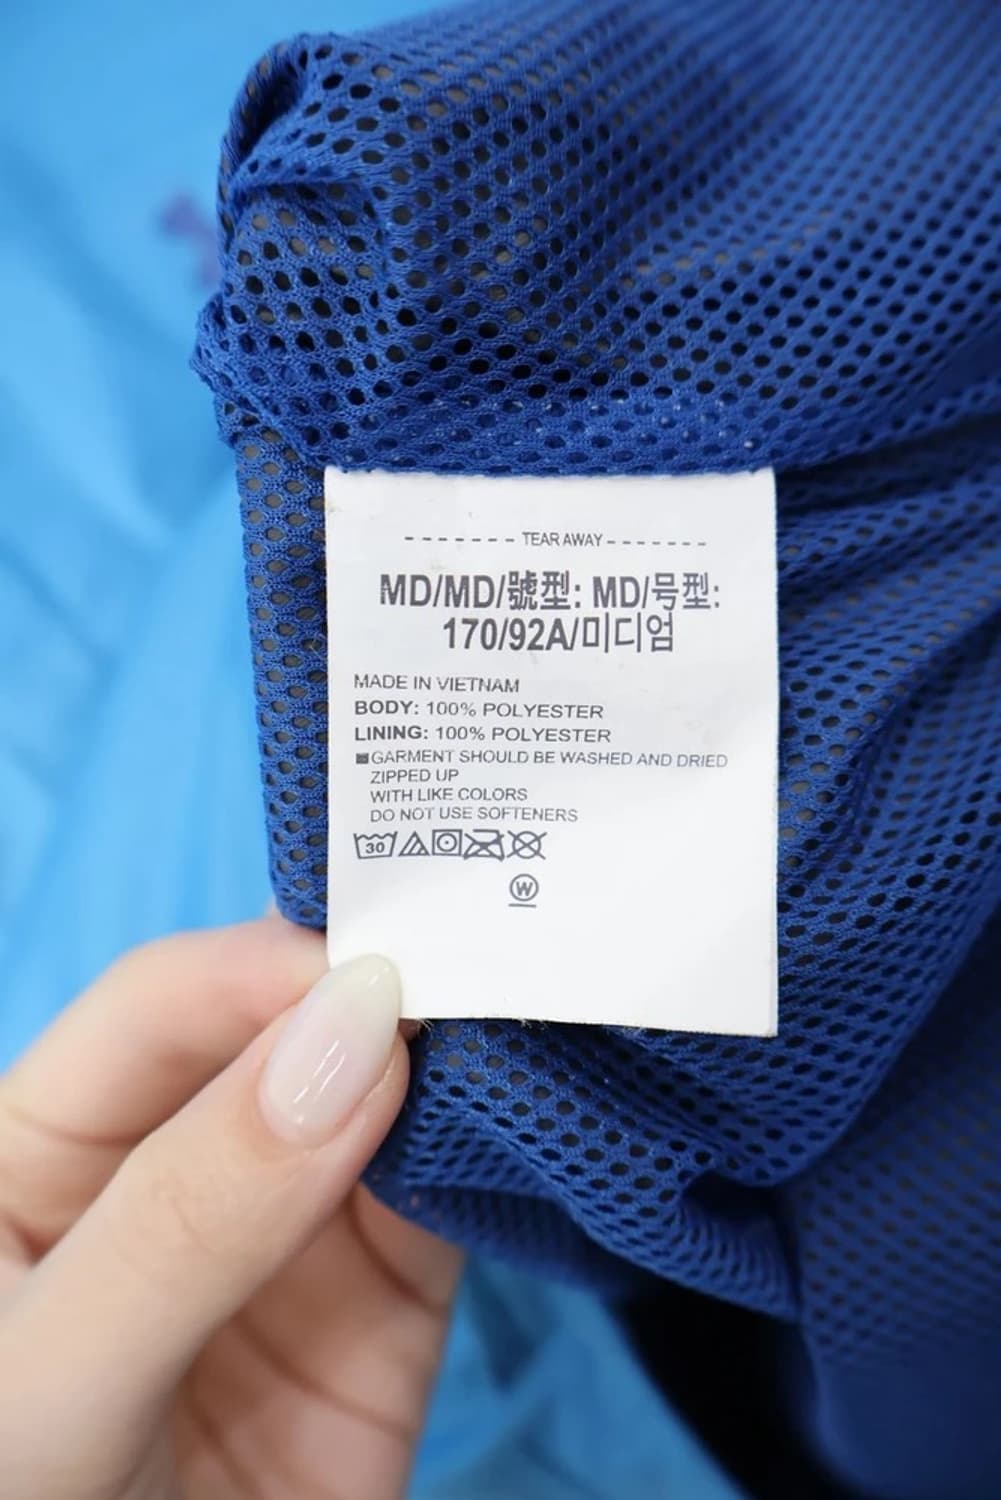 ------- TEAR AWAY -------
MD/MD/號型: MD/号型:
170/92A/미디엄
MADE IN VIETNAM
BODY: 100% POLYESTER
LINING: 100% POLYESTER
■GARMENT SHOULD BE WASHED AND DRIED
ZIPPED UP
WITH LIKE COLORS
DO NOT USE SOFTENERS
30
W